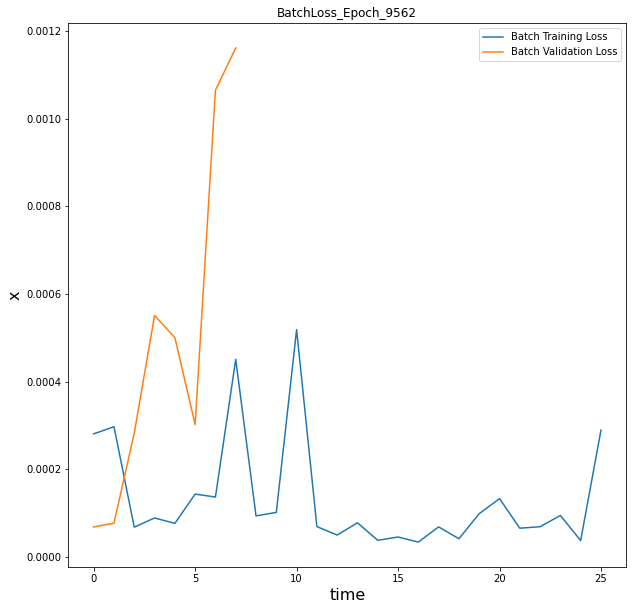 BatchLoss_Epoch_9562
Batch Training Loss
Batch Validation Loss
0.0012
0.0010
0.0008
0.0006
0.0004
0.0002
0.0000
x
0 5 10 15 20 25
time